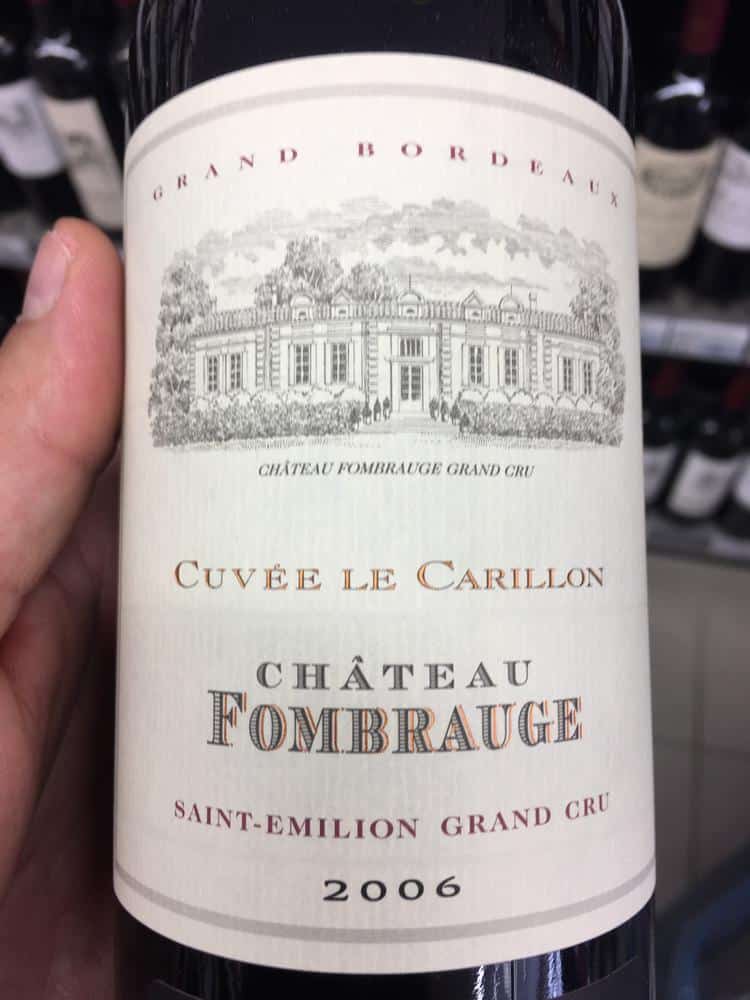 GRAND BORDEAUX
CHÂTEAU FOMBRAUGE GRAND CRU
CUVÉE LE CARILLON
CHÂTEAU
FOMBRAUGE
SAINT-EMILION GRAND CRU
2006